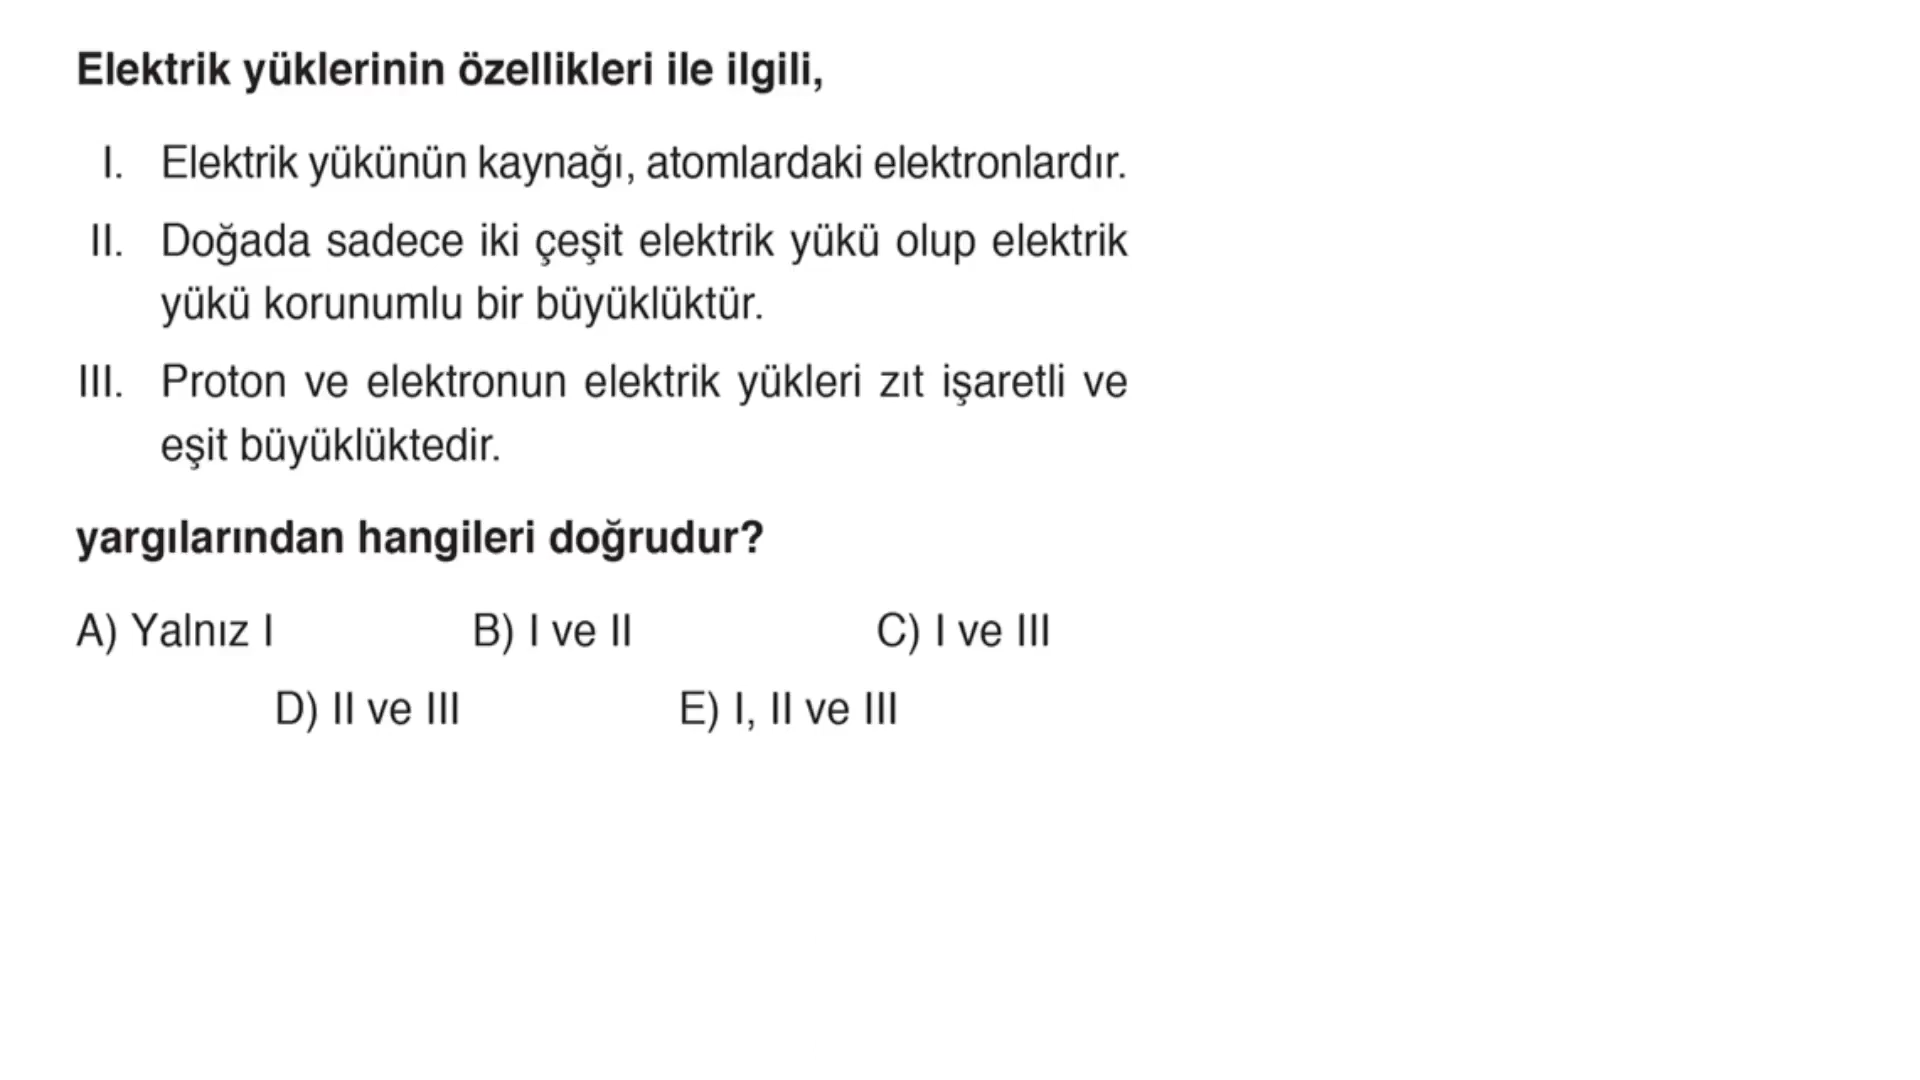 Elektrik yüklerinin özellikleri ile ilgili,
I. Elektrik yükünün kaynağı, atomlardaki elektronlardır.
II. Doğada sadece iki çeşit elektrik yükü olup elektrik
yükü korunumlu bir büyüklüktür.
III. Proton ve elektronun elektrik yükleri zıt işaretli ve
eşit büyüklüktedir.
yargılarından hangileri doğrudur?
A) Yalnız I B) I ve II C) I ve III
D) II ve III E) I, II ve III